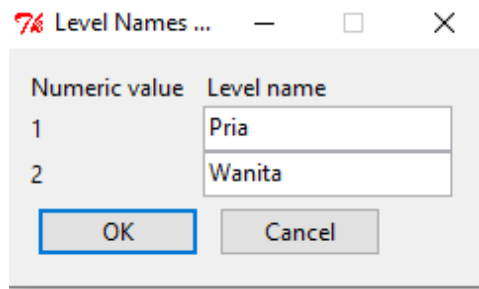 Level Names ...
Numeric value Level name
1 Pria
2 Wanita
OK Cancel